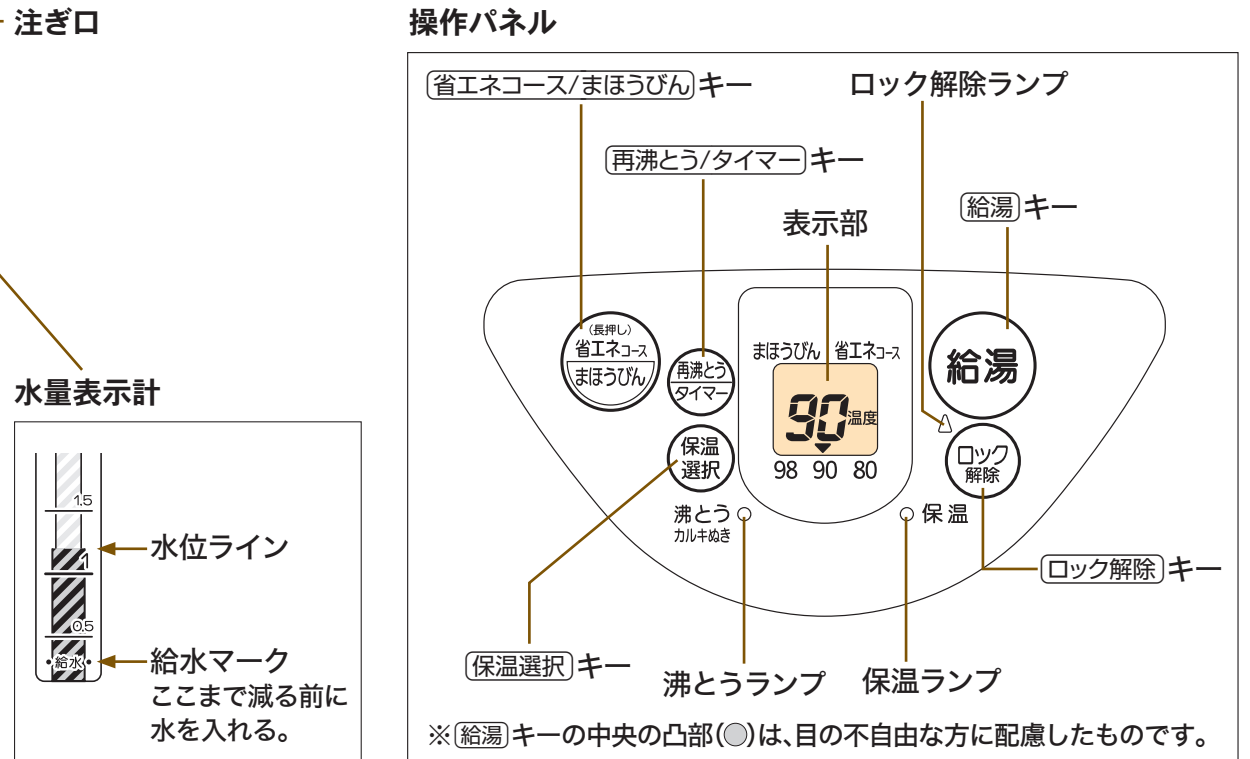 注ぎ口
水量表示計
1.5
水位ライン
1
0.5
・給水・
給水マーク
ここまで減る前に
水を入れる。
操作パネル
省エネコース/まほうびん キー
ロック解除ランプ
再沸とう/タイマー キー
給湯 キー
表示部
(長押し)
省エネコース
まほうびん
再沸とう
タイマー
まほうびん 省エネコース
90 温度
98 90 80
給湯
保温
選択
ロック
解除
沸とう
カルキぬき
保温
ロック解除 キー
保温選択 キー
沸とうランプ
保温ランプ
※給湯キーの中央の凸部(○)は、目の不自由な方に配慮したものです。